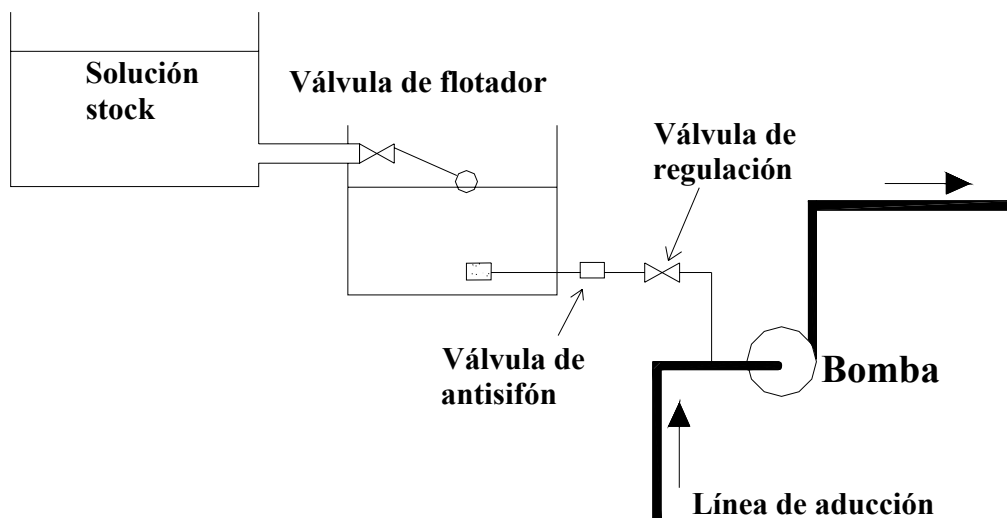 Solución
stock
Válvula de flotador
Válvula de
regulación
Válvula de
antisifón
Bomba
Línea de aducción